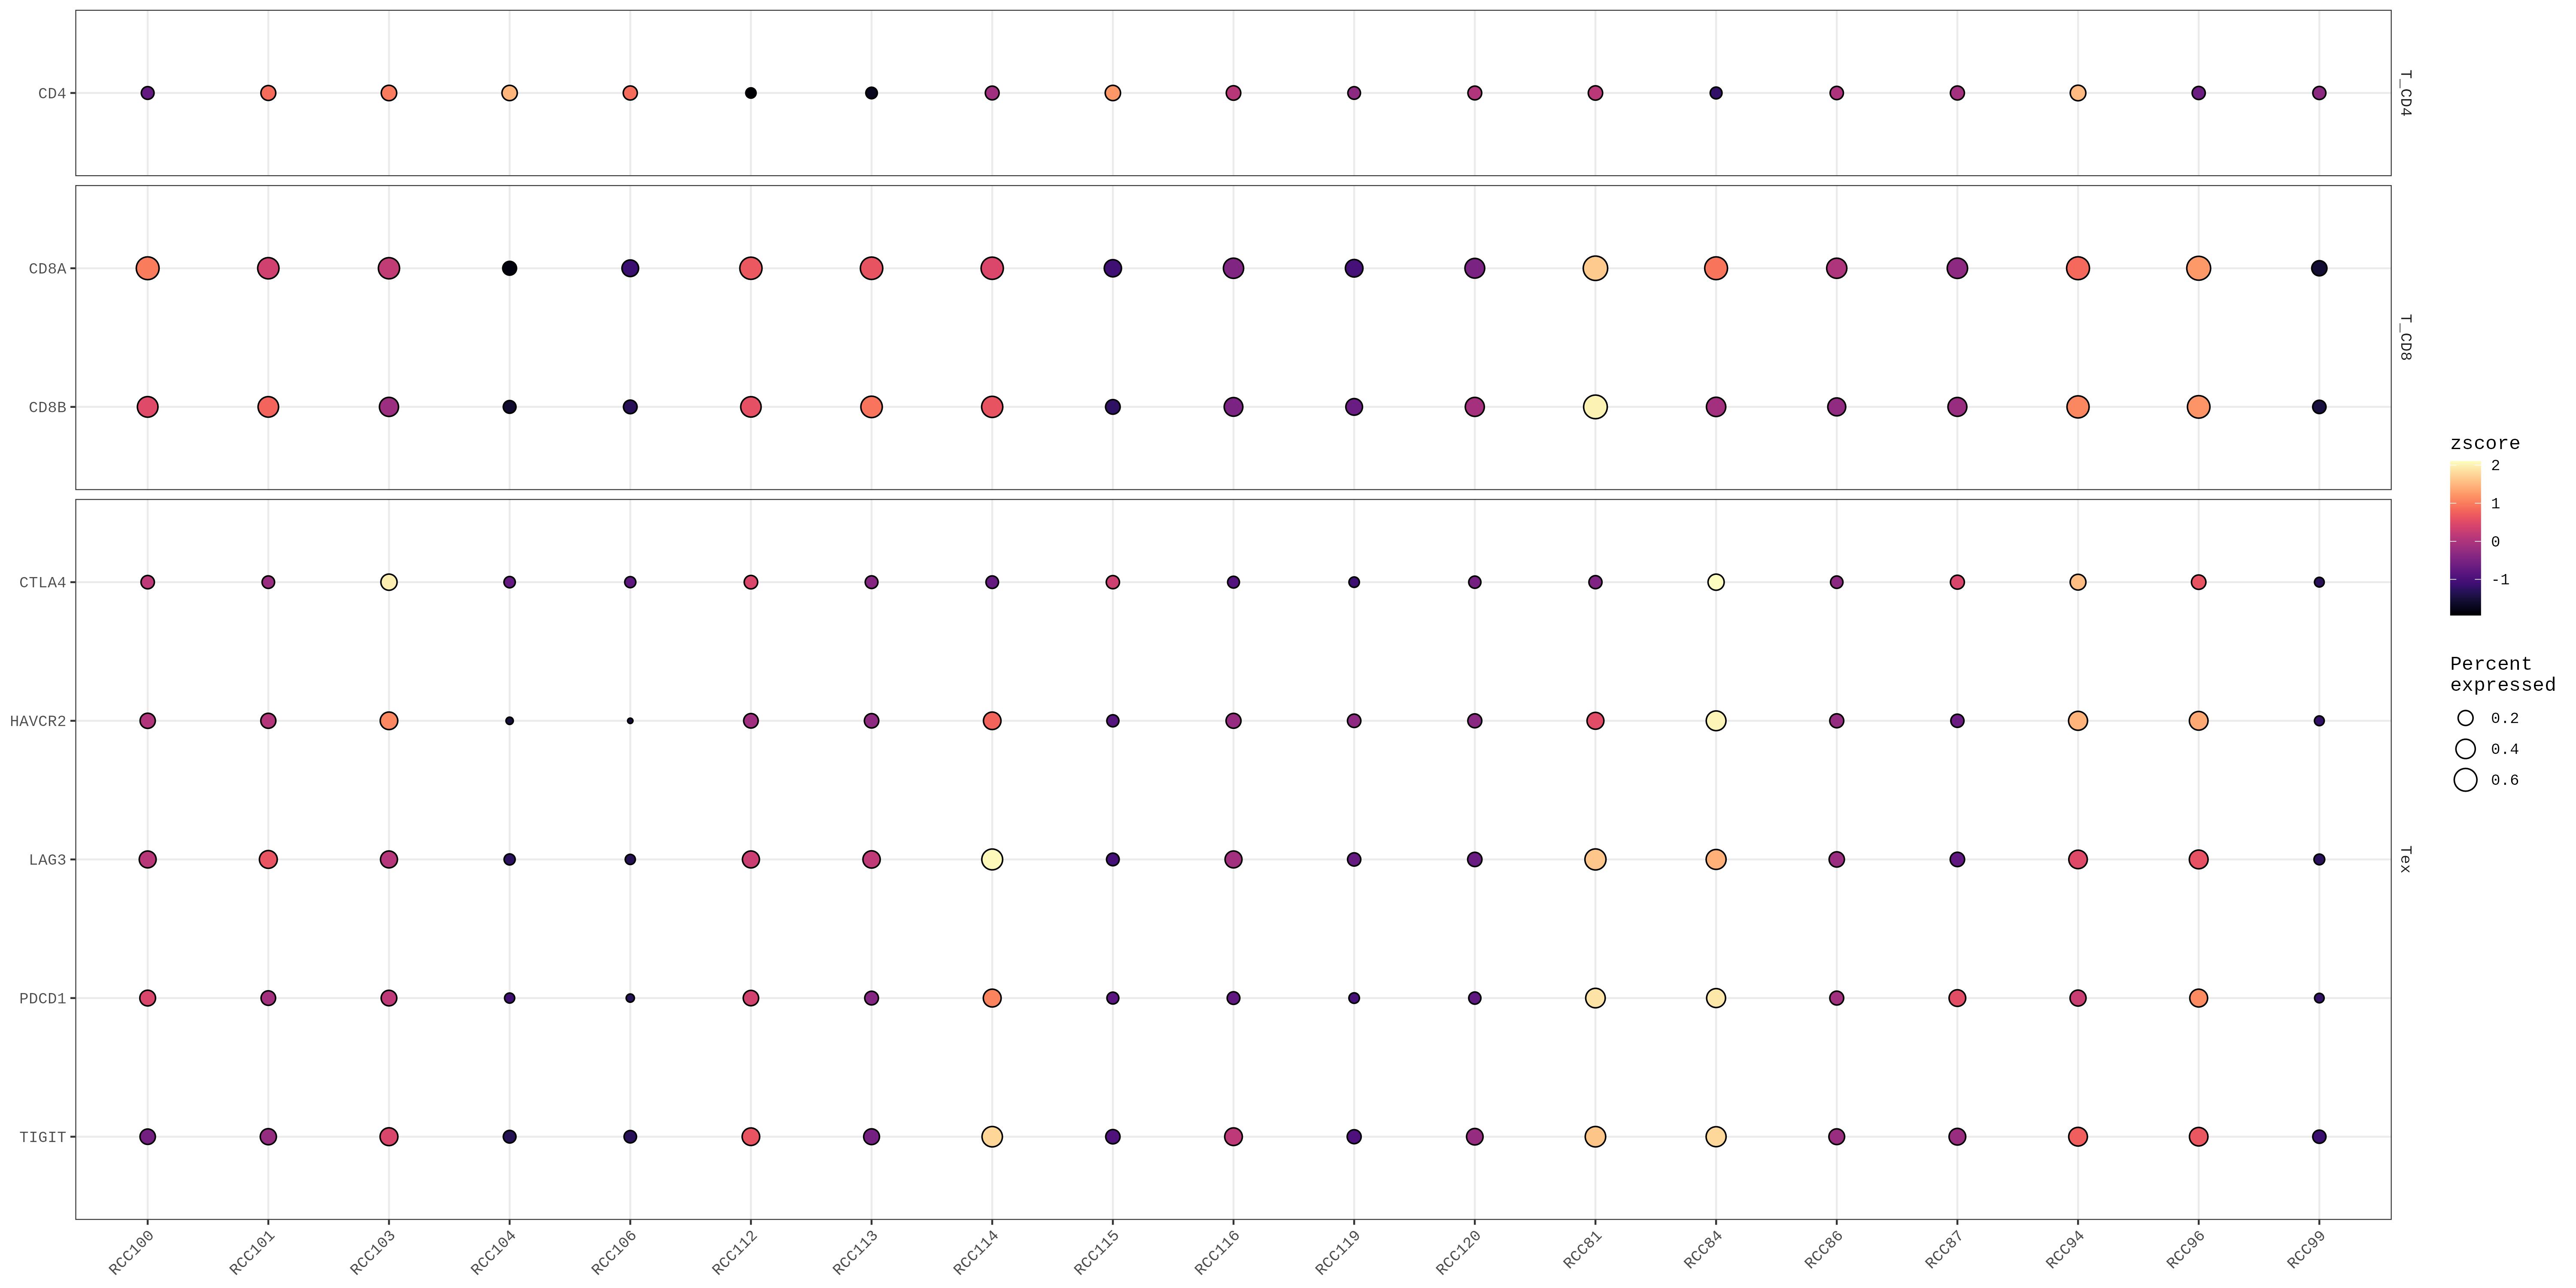 CD4
T_CD4
CD8A
CD8B
T_CD8
CTLA4
HAVCR2
LAG3
PDCD1
TIGIT
Tex
RCC100
RCC101
RCC103
RCC104
RCC106
RCC112
RCC113
RCC114
RCC115
RCC116
RCC119
RCC120
RCC81
RCC84
RCC86
RCC87
RCC94
RCC96
RCC99
zscore
2
1
0
-1
Percent
expressed
0.2
0.4
0.6